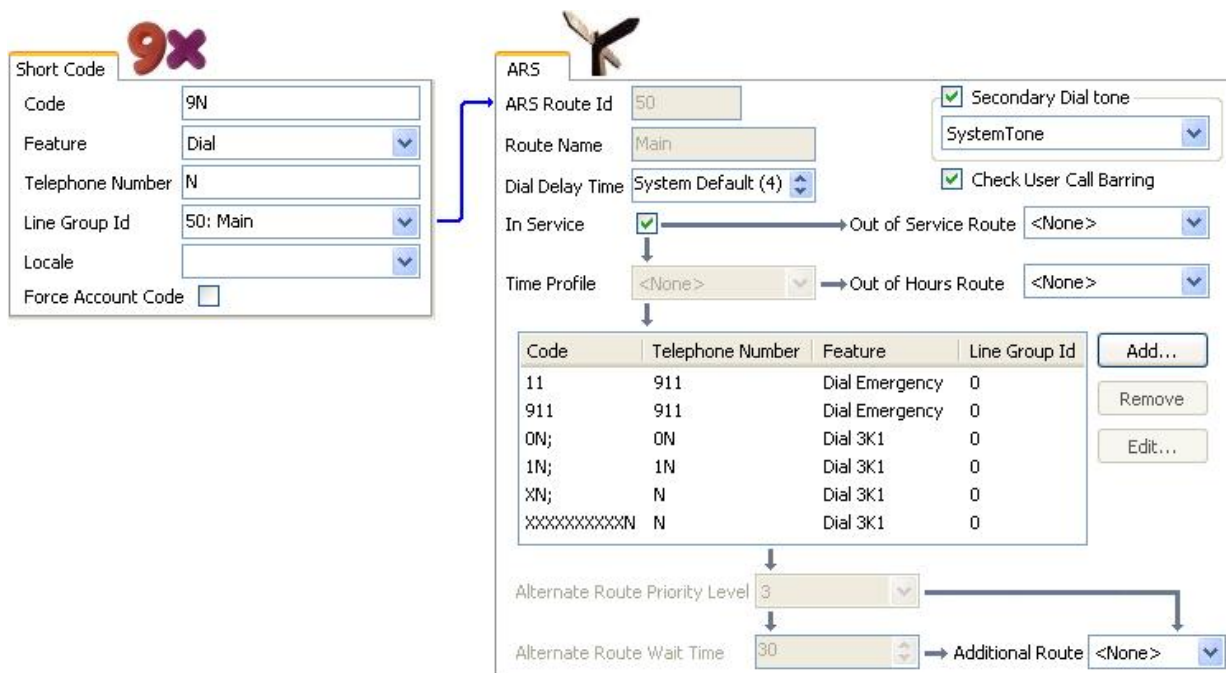 9x
Short Code
Code 9N
Feature Dial
Telephone Number N
Line Group Id 50: Main
Locale
Force Account Code
ARS
ARS Route Id 50
Secondary Dial tone
SystemTone
Route Name Main
Dial Delay Time System Default (4)
Check User Call Barring
In Service Out of Service Route <None>
Time Profile <None> Out of Hours Route <None>
Code Telephone Number Feature Line Group Id Add...
11 911 Dial Emergency 0
Remove
911 911 Dial Emergency 0
0N; 0N Dial 3K1 0
Edit...
1N; 1N Dial 3K1 0
XN; N Dial 3K1 0
XXXXXXXXXXN N Dial 3K1 0
Alternate Route Priority Level 3
Alternate Route Wait Time 30 Additional Route <None>